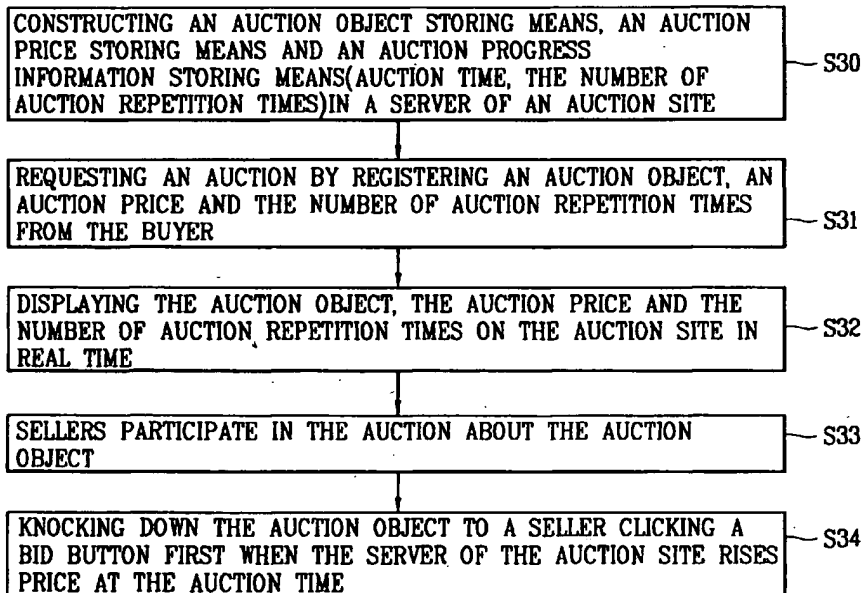 CONSTRUCTING AN AUCTION OBJECT STORING MEANS, AN AUCTION
PRICE STORING MEANS AND AN AUCTION PROGRESS
INFORMATION STORING MEANS(AUCTION TIME, THE NUMBER OF
AUCTION REPETITION TIMES)IN A SERVER OF AN AUCTION SITE
S30
REQUESTING AN AUCTION BY REGISTERING AN AUCTION OBJECT, AN
AUCTION PRICE AND THE NUMBER OF AUCTION REPETITION TIMES
FROM THE BUYER
S31
DISPLAYING THE AUCTION OBJECT, THE AUCTION PRICE AND THE
NUMBER OF AUCTION REPETITION TIMES ON THE AUCTION SITE IN
REAL TIME
S32
SELLERS PARTICIPATE IN THE AUCTION ABOUT THE AUCTION
OBJECT
S33
KNOCKING DOWN THE AUCTION OBJECT TO A SELLER CLICKING A
BID BUTTON FIRST WHEN THE SERVER OF THE AUCTION SITE RISES
PRICE AT THE AUCTION TIME
S34